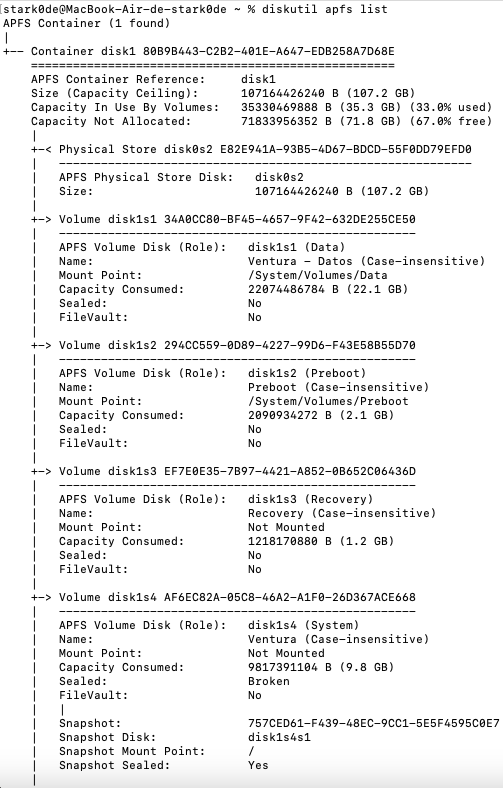 [stark0de@MacBook-Air-de-stark0de ~ % diskutil apfs list
APFS Container (1 found)
|
+-- Container disk1 80B9B443-C2B2-401E-A647-EDB258A7D68E
    ====================================================
    APFS Container Reference:     disk1
    Size (Capacity Ceiling):      107164426240 B (107.2 GB)
    Capacity In Use By Volumes:   35330469888 B (35.3 GB) (33.0% used)
    Capacity Not Allocated:       71833956352 B (71.8 GB) (67.0% free)
    |
    +-< Physical Store disk0s2 E82E941A-93B5-4D67-BDCD-55F0DD79EFD0
    |   -----------------------------------------------------------
    |   APFS Physical Store Disk:   disk0s2
    |   Size:                       107164426240 B (107.2 GB)
    |
    +-> Volume disk1s1 34A0CC80-BF45-4657-9F42-632DE255CE50
    |   ---------------------------------------------------
    |   APFS Volume Disk (Role):   disk1s1 (Data)
    |   Name:                      Ventura - Datos (Case-insensitive)
    |   Mount Point:               /System/Volumes/Data
    |   Capacity Consumed:         22074486784 B (22.1 GB)
    |   Sealed:                    No
    |   FileVault:                 No
    |
    +-> Volume disk1s2 294CC559-0D89-4227-99D6-F43E58B55D70
    |   ---------------------------------------------------
    |   APFS Volume Disk (Role):   disk1s2 (Preboot)
    |   Name:                      Preboot (Case-insensitive)
    |   Mount Point:               /System/Volumes/Preboot
    |   Capacity Consumed:         2090934272 B (2.1 GB)
    |   Sealed:                    No
    |   FileVault:                 No
    |
    +-> Volume disk1s3 EF7E0E35-7B97-4421-A852-0B652C06436D
    |   ---------------------------------------------------
    |   APFS Volume Disk (Role):   disk1s3 (Recovery)
    |   Name:                      Recovery (Case-insensitive)
    |   Mount Point:               Not Mounted
    |   Capacity Consumed:         1218170880 B (1.2 GB)
    |   Sealed:                    No
    |   FileVault:                 No
    |
    +-> Volume disk1s4 AF6EC82A-05C8-46A2-A1F0-26D367ACE668
    |   ---------------------------------------------------
    |   APFS Volume Disk (Role):   disk1s4 (System)
    |   Name:                      Ventura (Case-insensitive)
    |   Mount Point:               Not Mounted
    |   Capacity Consumed:         9817391104 B (9.8 GB)
    |   Sealed:                    Broken
    |   FileVault:                 No
    |   |
    |   Snapshot:                  757CED61-F439-48EC-9CC1-5E5F4595C0E7
    |   Snapshot Disk:             disk1s4s1
    |   Snapshot Mount Point:      /
    |   Snapshot Sealed:           Yes
    |